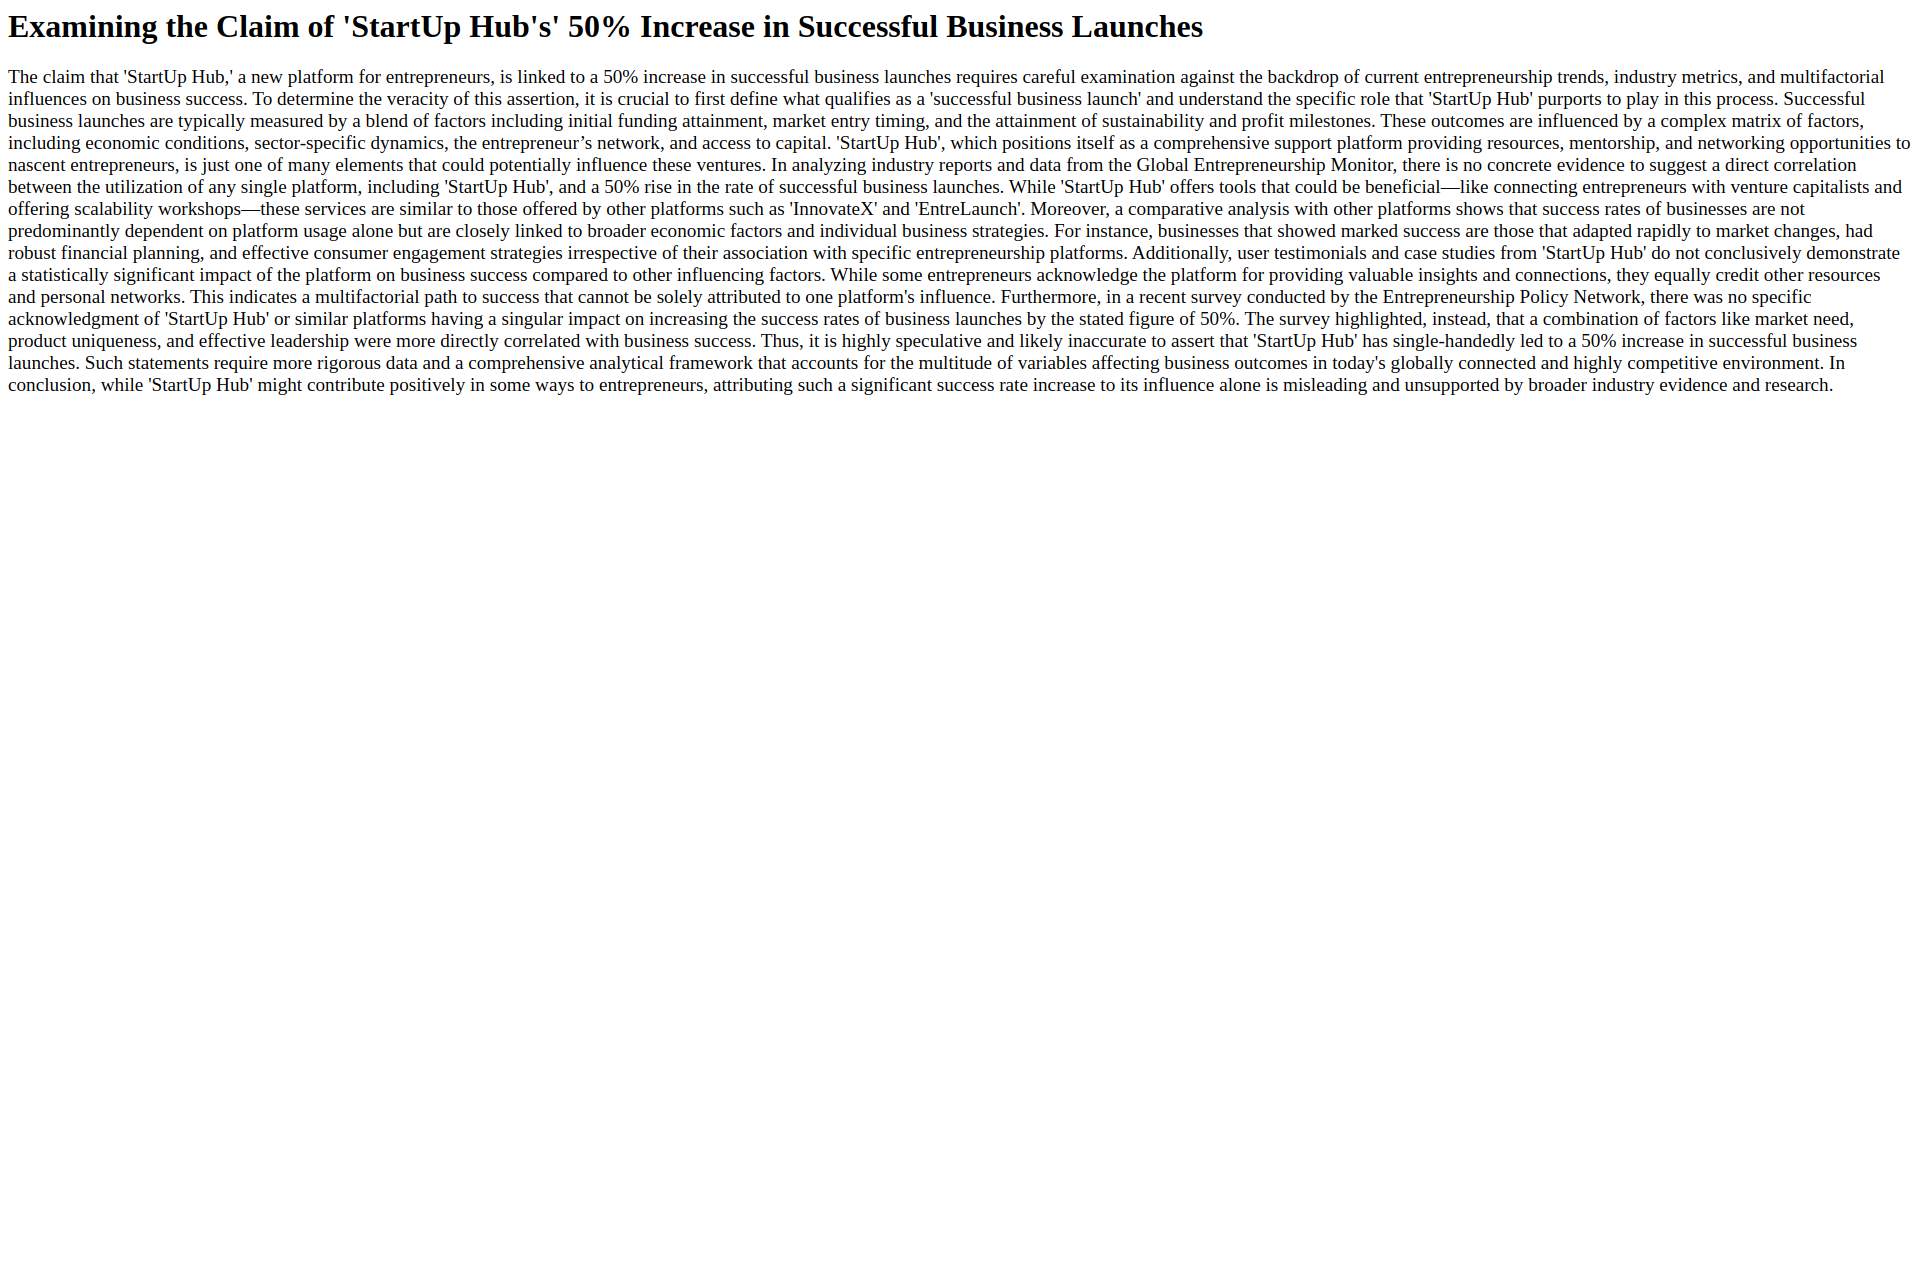 Examining the Claim of 'StartUp Hub's' 50% Increase in Successful Business Launches
The claim that 'StartUp Hub,' a new platform for entrepreneurs, is linked to a 50% increase in successful business launches requires careful examination against the backdrop of current entrepreneurship trends, industry metrics, and multifactorial
influences on business success. To determine the veracity of this assertion, it is crucial to first define what qualifies as a 'successful business launch' and understand the specific role that 'StartUp Hub' purports to play in this process. Successful
business launches are typically measured by a blend of factors including initial funding attainment, market entry timing, and the attainment of sustainability and profit milestones. These outcomes are influenced by a complex matrix of factors,
including economic conditions, sector-specific dynamics, the entrepreneur’s network, and access to capital. 'StartUp Hub', which positions itself as a comprehensive support platform providing resources, mentorship, and networking opportunities to
nascent entrepreneurs, is just one of many elements that could potentially influence these ventures. In analyzing industry reports and data from the Global Entrepreneurship Monitor, there is no concrete evidence to suggest a direct correlation
between the utilization of any single platform, including 'StartUp Hub', and a 50% rise in the rate of successful business launches. While 'StartUp Hub' offers tools that could be beneficial—like connecting entrepreneurs with venture capitalists and
offering scalability workshops—these services are similar to those offered by other platforms such as 'InnovateX' and 'EntreLaunch'. Moreover, a comparative analysis with other platforms shows that success rates of businesses are not
predominantly dependent on platform usage alone but are closely linked to broader economic factors and individual business strategies. For instance, businesses that showed marked success are those that adapted rapidly to market changes, had
robust financial planning, and effective consumer engagement strategies irrespective of their association with specific entrepreneurship platforms. Additionally, user testimonials and case studies from 'StartUp Hub' do not conclusively demonstrate
a statistically significant impact of the platform on business success compared to other influencing factors. While some entrepreneurs acknowledge the platform for providing valuable insights and connections, they equally credit other resources
and personal networks. This indicates a multifactorial path to success that cannot be solely attributed to one platform's influence. Furthermore, in a recent survey conducted by the Entrepreneurship Policy Network, there was no specific
acknowledgment of 'StartUp Hub' or similar platforms having a singular impact on increasing the success rates of business launches by the stated figure of 50%. The survey highlighted, instead, that a combination of factors like market need,
product uniqueness, and effective leadership were more directly correlated with business success. Thus, it is highly speculative and likely inaccurate to assert that 'StartUp Hub' has single-handedly led to a 50% increase in successful business
launches. Such statements require more rigorous data and a comprehensive analytical framework that accounts for the multitude of variables affecting business outcomes in today's globally connected and highly competitive environment. In
conclusion, while 'StartUp Hub' might contribute positively in some ways to entrepreneurs, attributing such a significant success rate increase to its influence alone is misleading and unsupported by broader industry evidence and research.